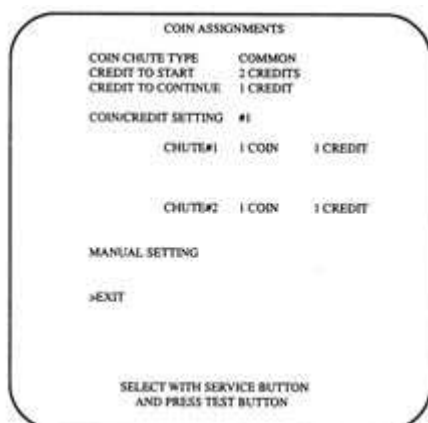 COIN ASSIGNMENTS
COIN CHUTE TYPE COMMON
CREDIT TO START 2 CREDITS
CREDIT TO CONTINUE 1 CREDIT
COIN/CREDIT SETTING #1
CHUTE#1 1 COIN 1 CREDIT
CHUTE#2 1 COIN 1 CREDIT
MANUAL SETTING
>EXIT
SELECT WITH SERVICE BUTTON
AND PRESS TEST BUTTON